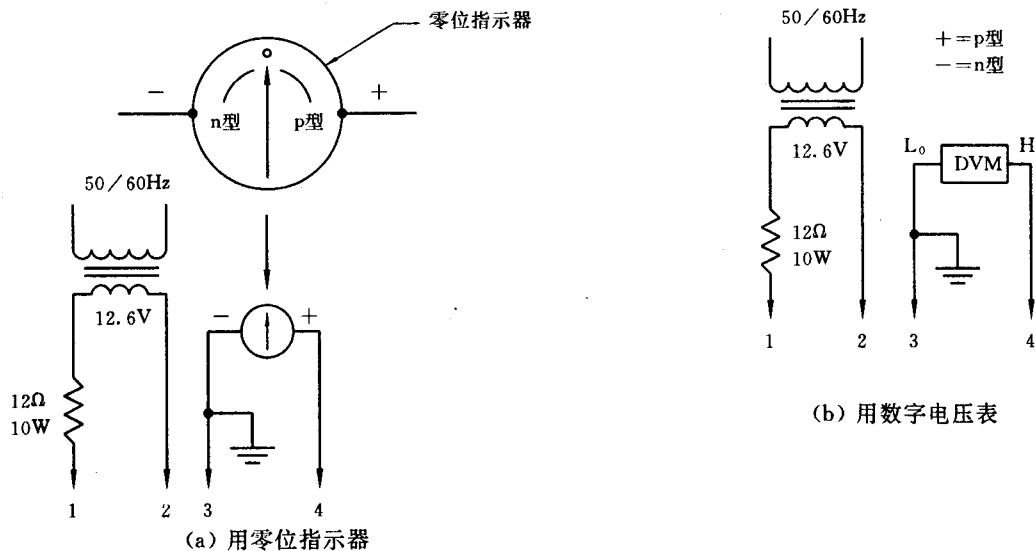 零位指示器
－
＋
n型
p型
50／60Hz
12.6V
12Ω
10W
－
＋
1
2
3
4
(a) 用零位指示器
50／60Hz
＋＝p型
－＝n型
12.6V
L₀
DVM
H
12Ω
10W
1
2
3
4
(b) 用数字电压表